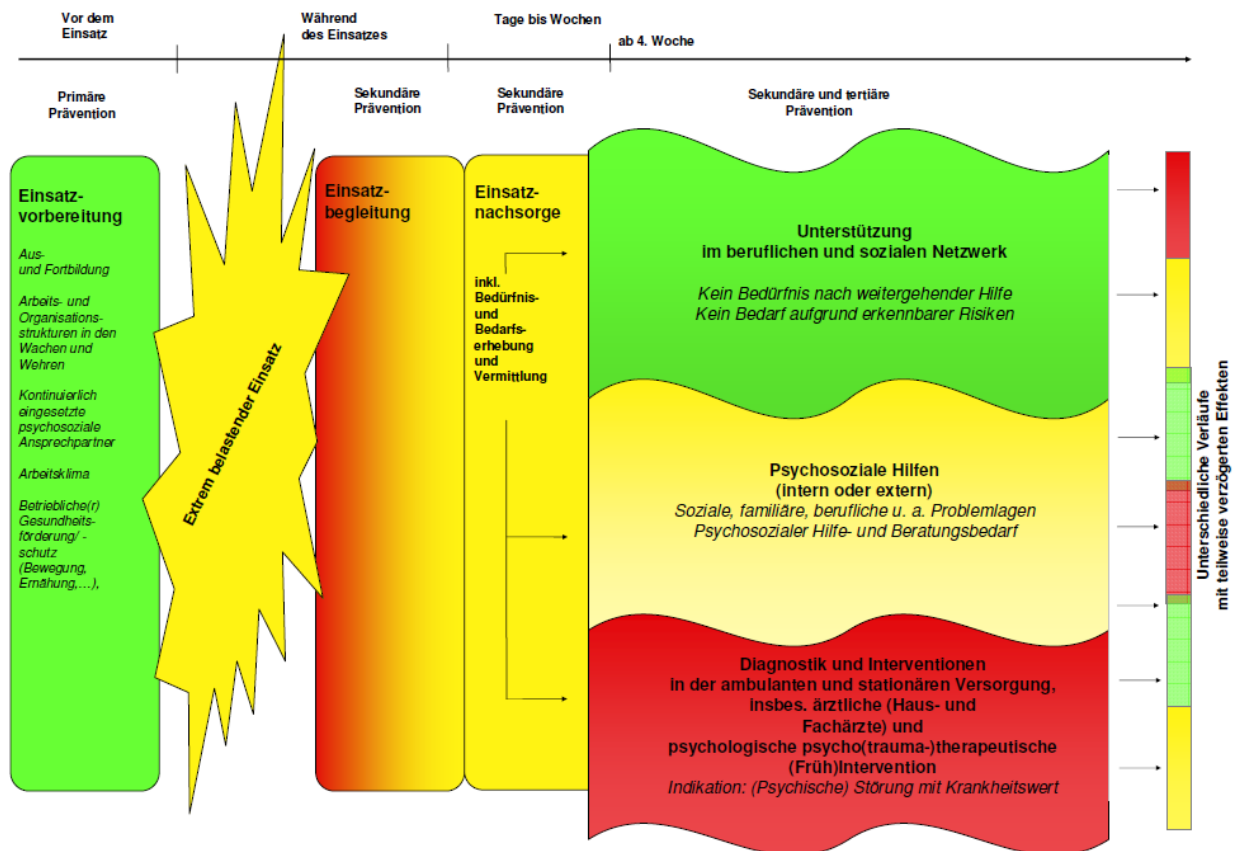 Vor dem
Einsatz
Während
des Einsatzes
Tage bis Wochen
ab 4. Woche
Primäre
Prävention
Sekundäre
Prävention
Sekundäre
Prävention
Sekundäre und tertiäre
Prävention
Einsatz-
vorbereitung
Aus-
und Fortbildung
Arbeits- und
Organisations-
strukturen in den
Wachen und
Wehren
Kontinuierlich
eingesetzte
psychosoziale
Ansprechpartner
Arbeitsklima
Betriebliche(r)
Gesundheits-
förderung/ -
schutz
(Bewegung,
Ernähung,...),
Extrem belastender Einsatz
Einsatz-
begleitung
Einsatz-
nachsorge
inkl.
Bedürfnis-
und
Bedarfs-
erhebung
und
Vermittlung
Unterstützung
im beruflichen und sozialen Netzwerk
Kein Bedürfnis nach weitergehender Hilfe
Kein Bedarf aufgrund erkennbarer Risiken
Psychosoziale Hilfen
(intern oder extern)
Soziale, familiäre, berufliche u. a. Problemlagen
Psychosozialer Hilfe- und Beratungsbedarf
Diagnostik und Interventionen
in der ambulanten und stationären Versorgung,
insbes. ärztliche (Haus- und
Fachärzte) und
psychologische psycho(trauma-)therapeutische
(Früh)Intervention
Indikation: (Psychische) Störung mit Krankheitswert
Unterschiedliche Verläufe
mit teilweise verzögerten Effekten